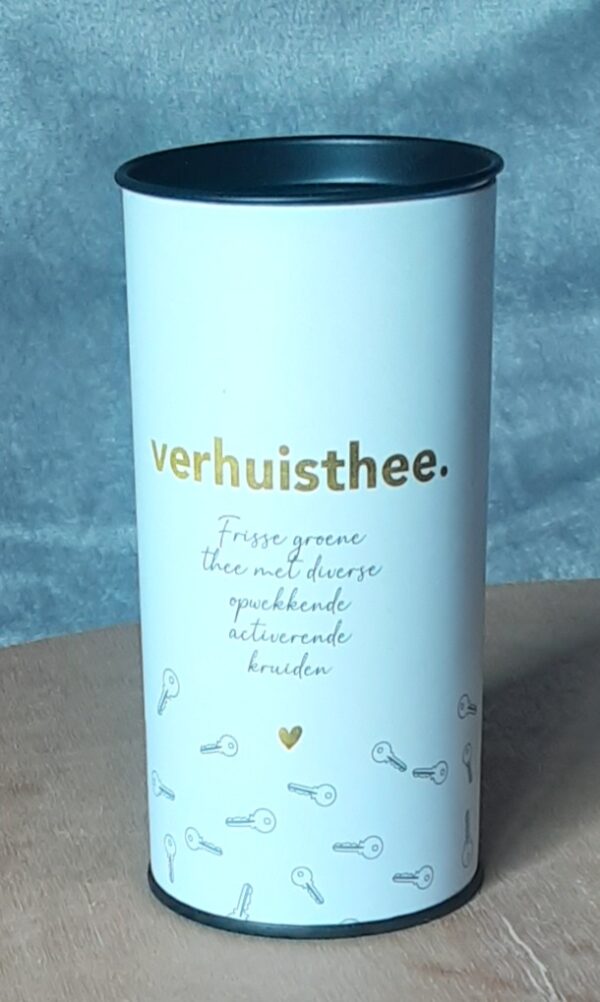 verhuisthee.
Frisse groene
thee met diverse
opwekkende
activerende
kruiden